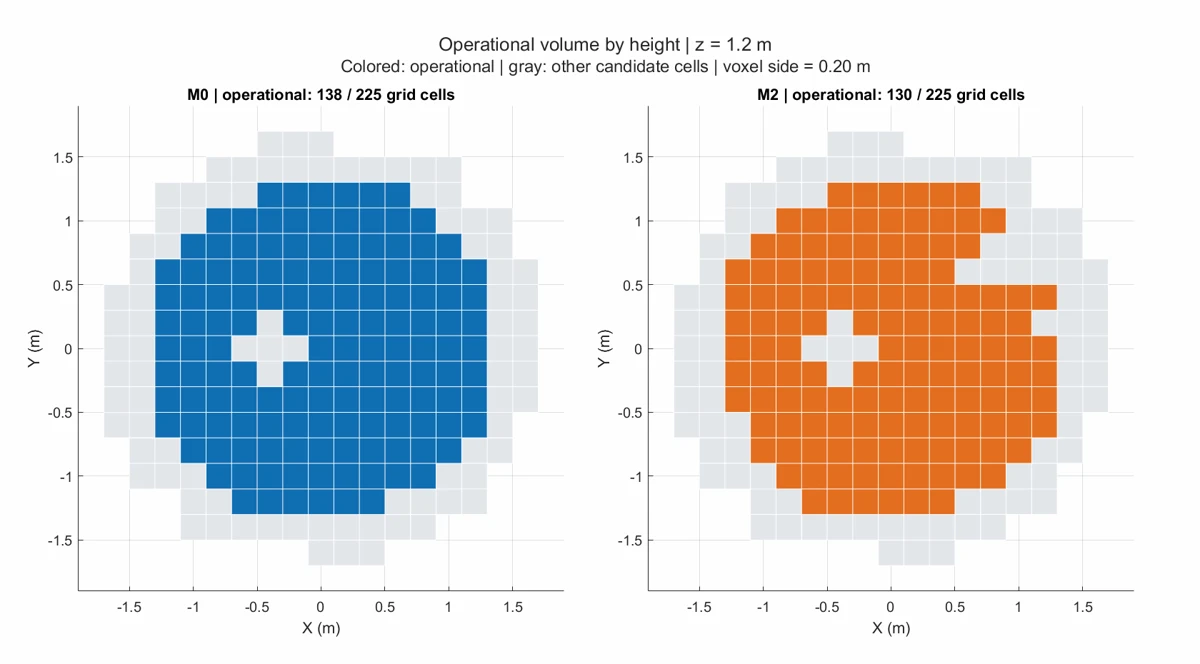 Operational volume by height | z = 1.2 m
Colored: operational | gray: other candidate cells | voxel side = 0.20 m
M0 | operational: 138 / 225 grid cells
1.5
1
0.5
0
-0.5
-1
-1.5
Y (m)
-1.5 -1 -0.5 0 0.5 1 1.5
X (m)
M2 | operational: 130 / 225 grid cells
1.5
1
0.5
0
-0.5
-1
-1.5
Y (m)
-1.5 -1 -0.5 0 0.5 1 1.5
X (m)